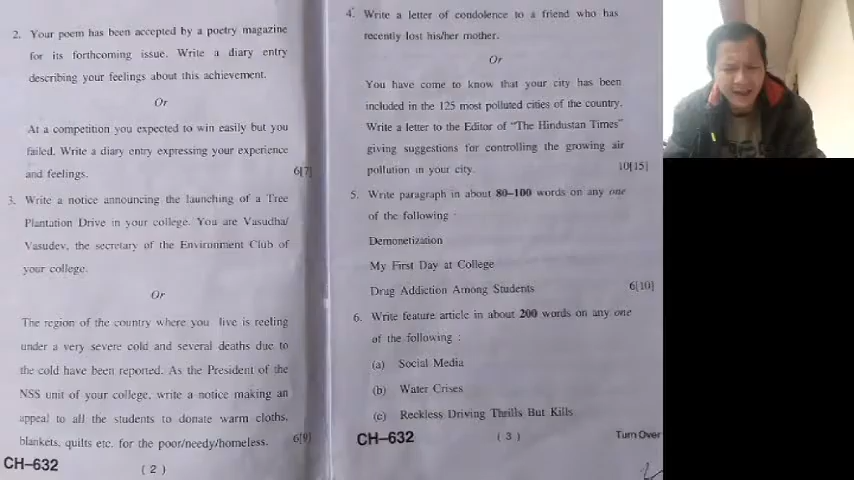 2. Your poem has been accepted by a poetry magazine
for its forthcoming issue. Write a diary entry
describing your feelings about this achievement.
Or
At a competition you expected to win easily but you
failed. Write a diary entry expressing your experience
and feelings. 6[7]
3. Write a notice announcing the launching of a Tree
Plantation Drive in your college. You are Vasudha/
Vasudev, the secretary of the Environment Club of
your college.
Or
The region of the country where you live is reeling
under a very severe cold and several deaths due to
the cold have been reported. As the President of the
NSS unit of your college, write a notice making an
appeal to all the students to donate warm cloths,
blankets, quilts etc. for the poor/needy/homeless. 6[9]
CH–632 ( 2 )
4. Write a letter of condolence to a friend who has
recently lost his/her mother.
Or
You have come to know that your city has been
included in the 125 most polluted cities of the country.
Write a letter to the Editor of "The Hindustan Times"
giving suggestions for controlling the growing air
pollution in your city. 10[15]
5. Write paragraph in about 80–100 words on any one
of the following :
Demonetization
My First Day at College
Drug Addiction Among Students 6[10]
6. Write feature article in about 200 words on any one
of the following :
(a) Social Media
(b) Water Crises
(c) Reckless Driving Thrills But Kills
CH–632 ( 3 ) Turn Over